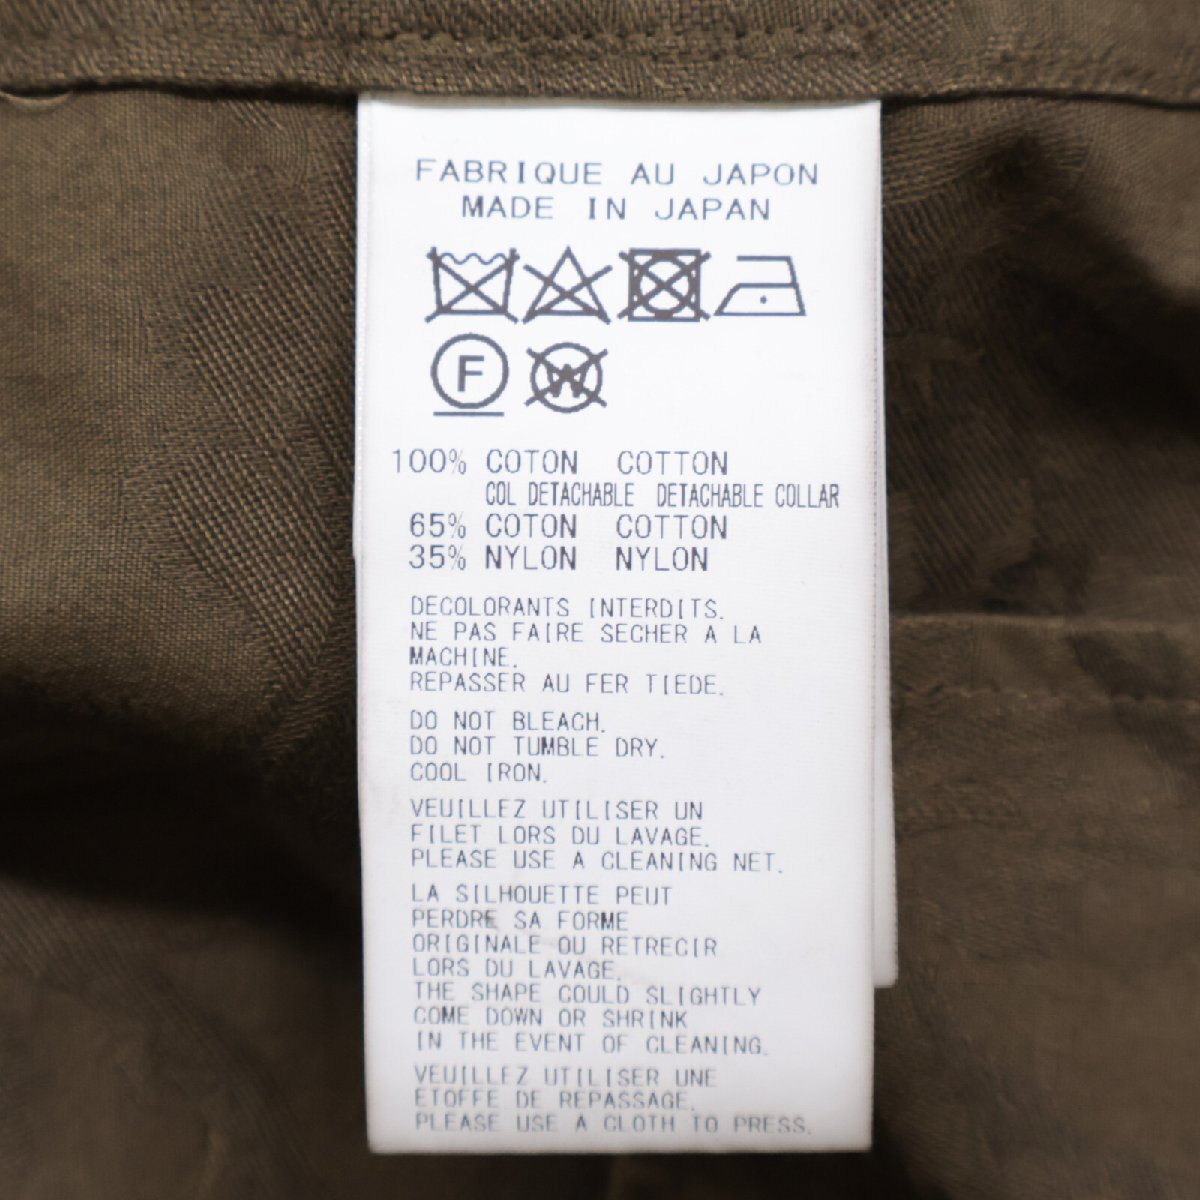 FABRIQUE AU JAPON
MADE IN JAPAN
F
W
100% COTON COTTON
COL DETACHABLE DETACHABLE COLLAR
65% COTON COTTON
35% NYLON NYLON
DECOLORANTS INTERDITS.
NE PAS FAIRE SECHER A LA
MACHINE.
REPASSER AU FER TIEDE.
DO NOT BLEACH.
DO NOT TUMBLE DRY.
COOL IRON.
VEUILLEZ UTILISER UN
FILET LORS DU LAVAGE.
PLEASE USE A CLEANING NET.
LA SILHOUETTE PEUT
PERDRE SA FORME
ORIGINALE OU RETRECIR
LORS DU LAVAGE.
THE SHAPE COULD SLIGHTLY
COME DOWN OR SHRINK
IN THE EVENT OF CLEANING.
VEUILLEZ UTILISER UNE
ETOFFE DE REPASSAGE.
PLEASE USE A CLOTH TO PRESS.